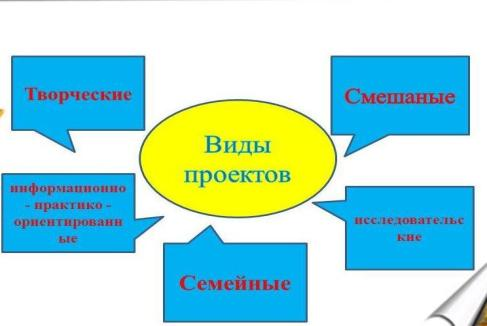 Творческие
Смешаные
Виды
проектов
информационно
- практико -
ориентированн
ые
исследовательс
кие
Семейные